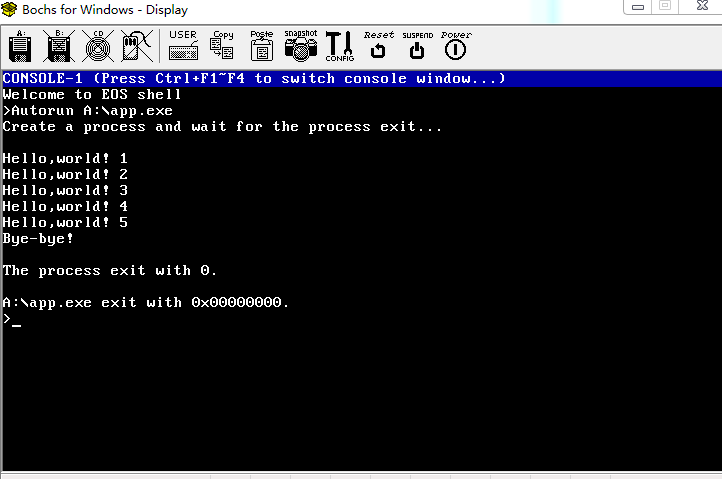 Bochs for Windows - Display
A: B: CD USER Copy Paste snapshot CONFIG Reset SUSPEND Power
CONSOLE-1 (Press Ctrl+F1~F4 to switch console window...)
Welcome to EOS shell
>Autorun A:\app.exe
Create a process and wait for the process exit...
Hello,world! 1
Hello,world! 2
Hello,world! 3
Hello,world! 4
Hello,world! 5
Bye-bye!
The process exit with 0.
A:\app.exe exit with 0x00000000.
>_